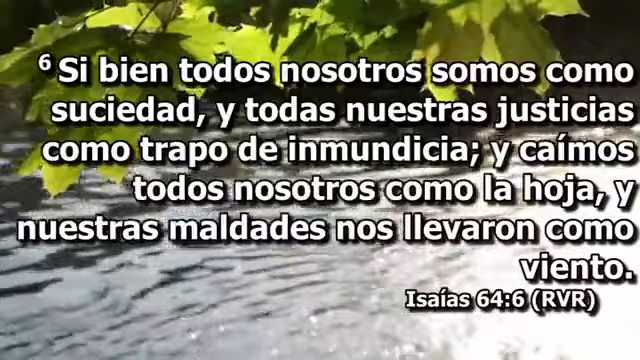 6 Si bien todos nosotros somos como
suciedad, y todas nuestras justicias
como trapo de inmundicia; y caímos
todos nosotros como la hoja, y
nuestras maldades nos llevaron como
viento.
Isaías 64:6 (RVR)